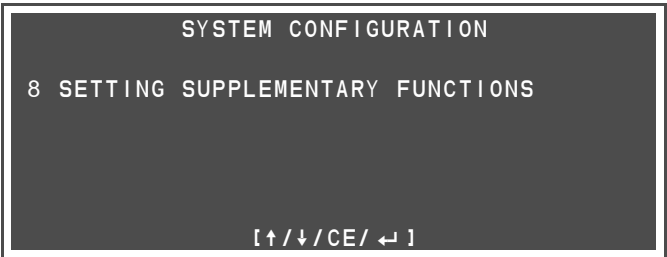 SYSTEM CONFIGURATION
8 SETTING SUPPLEMENTARY FUNCTIONS
[↑/↓/CE/↵]